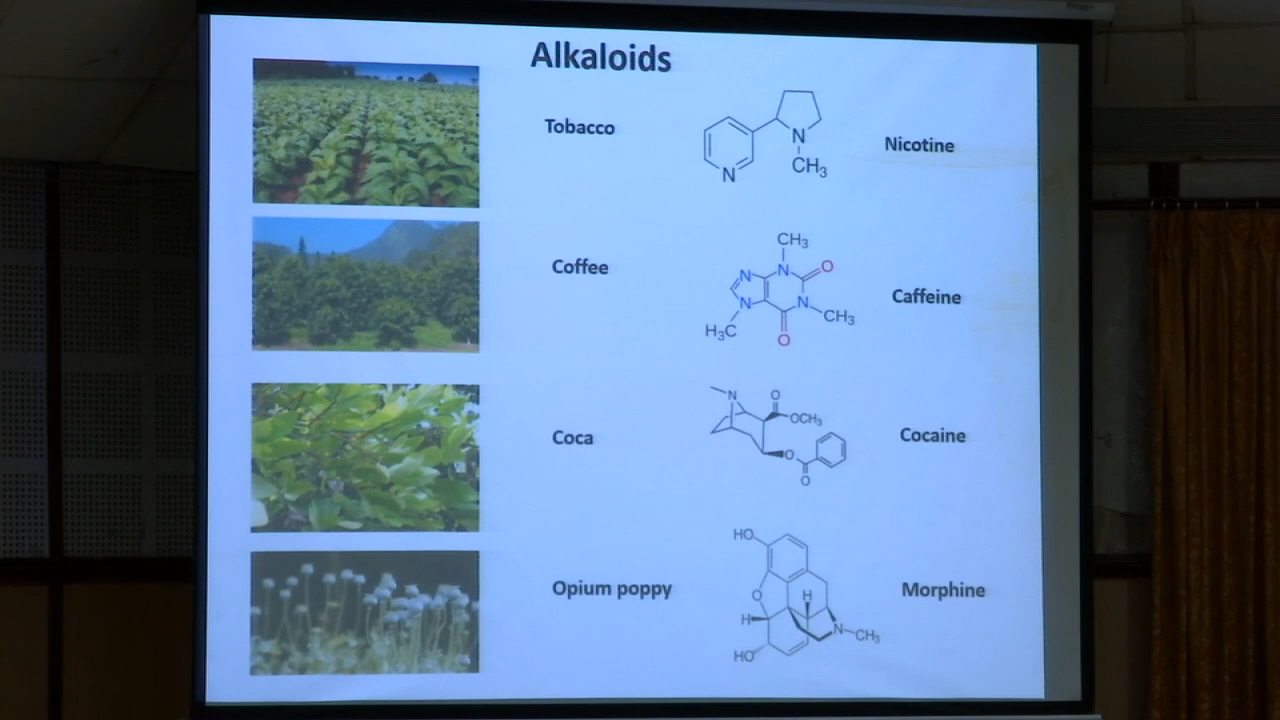 Alkaloids
Tobacco
N
N
CH3
Nicotine
Coffee
CH3
N
N
O
N
N
CH3
H3C
O
Caffeine
Coca
N
O
OCH3
O
O
Cocaine
Opium poppy
HO
O
H
H
N
CH3
HO
Morphine